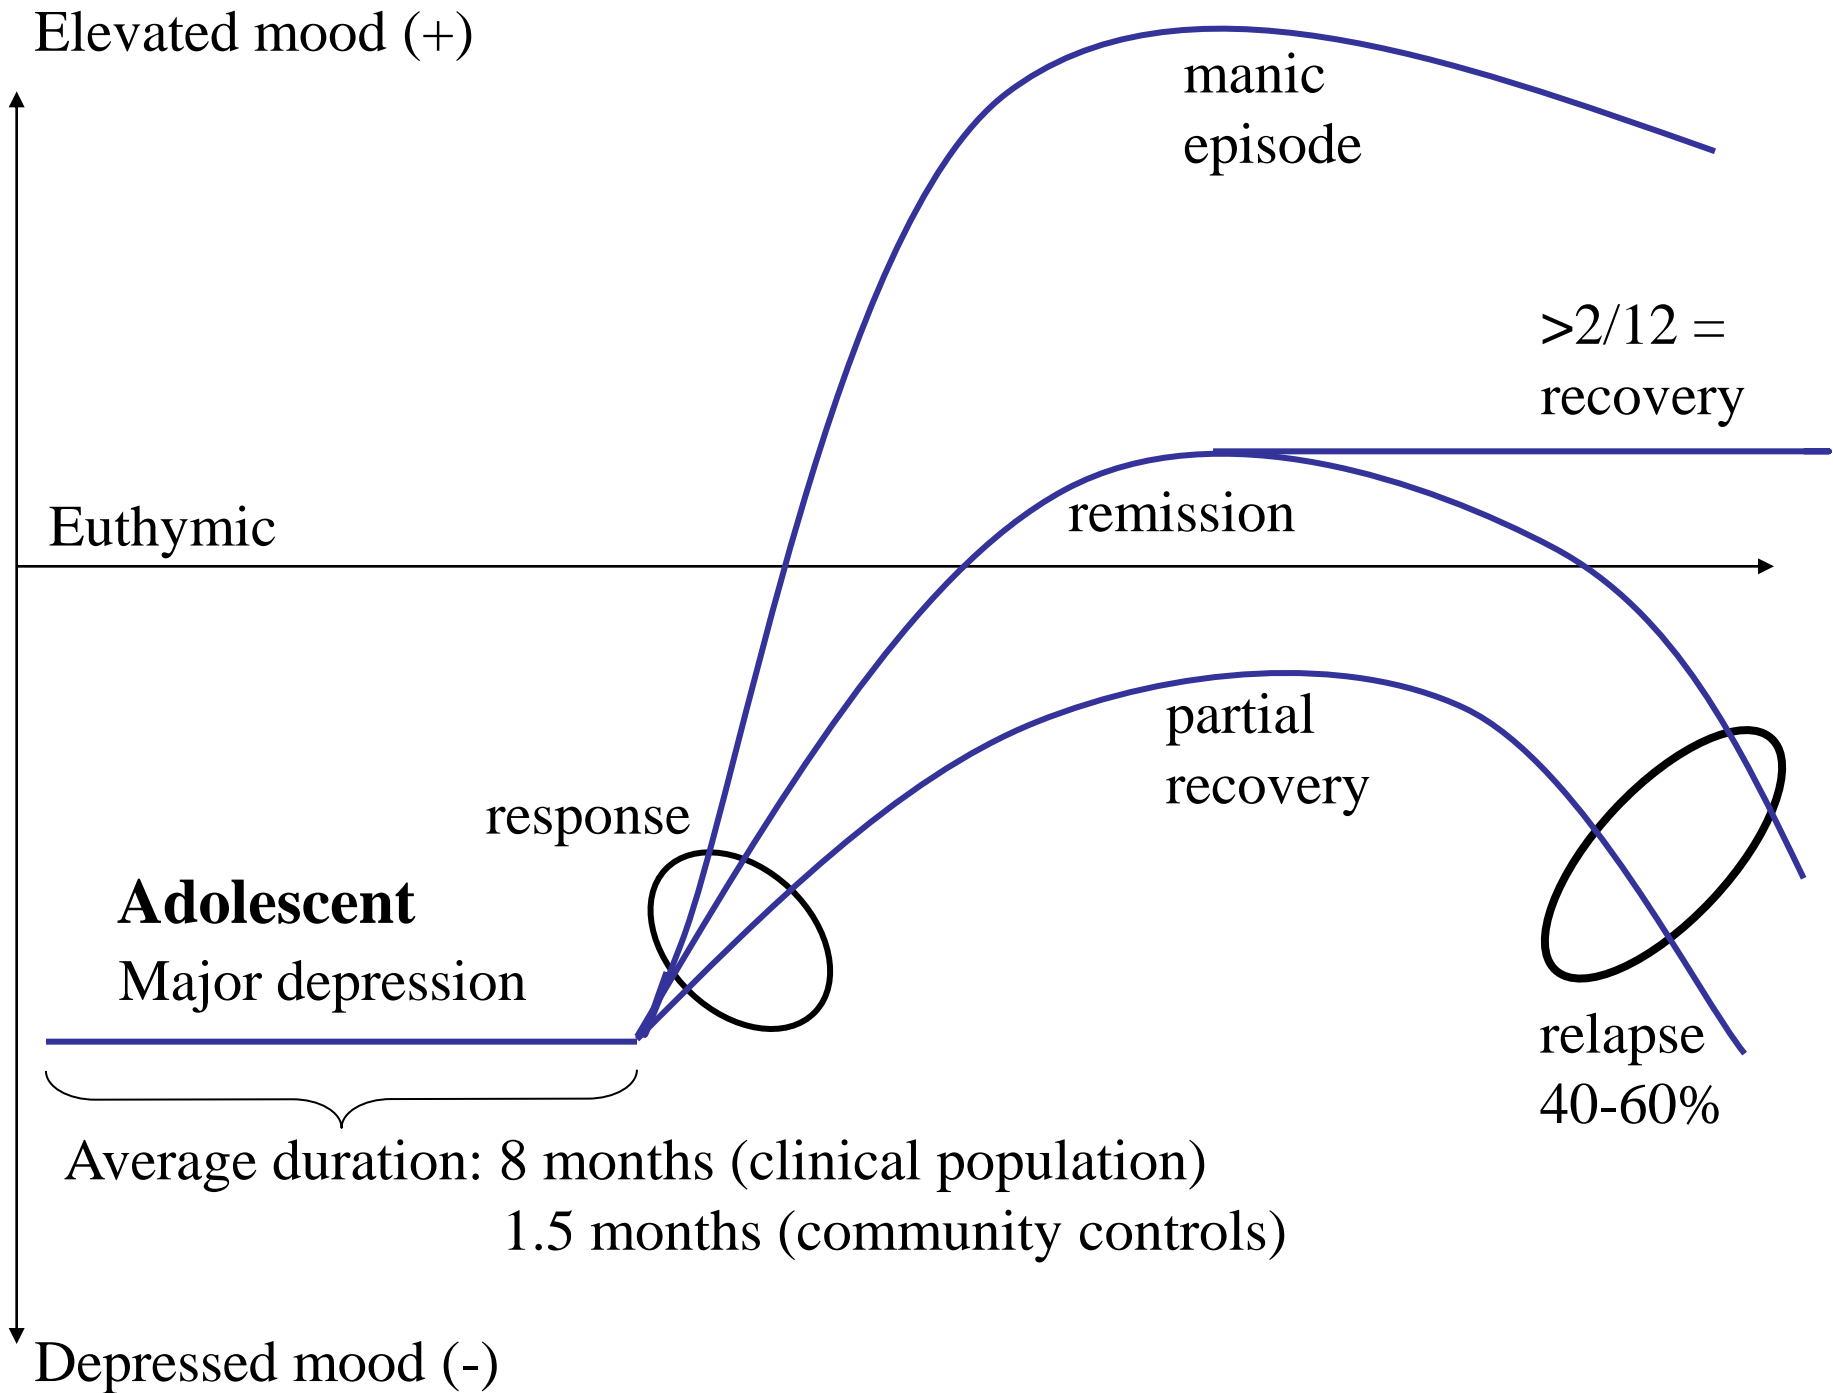 Elevated mood (+)
manic
episode
>2/12 =
recovery
Euthymic
remission
partial
recovery
response
Adolescent
Major depression
relapse
40-60%
Average duration: 8 months (clinical population)
1.5 months (community controls)
Depressed mood (-)